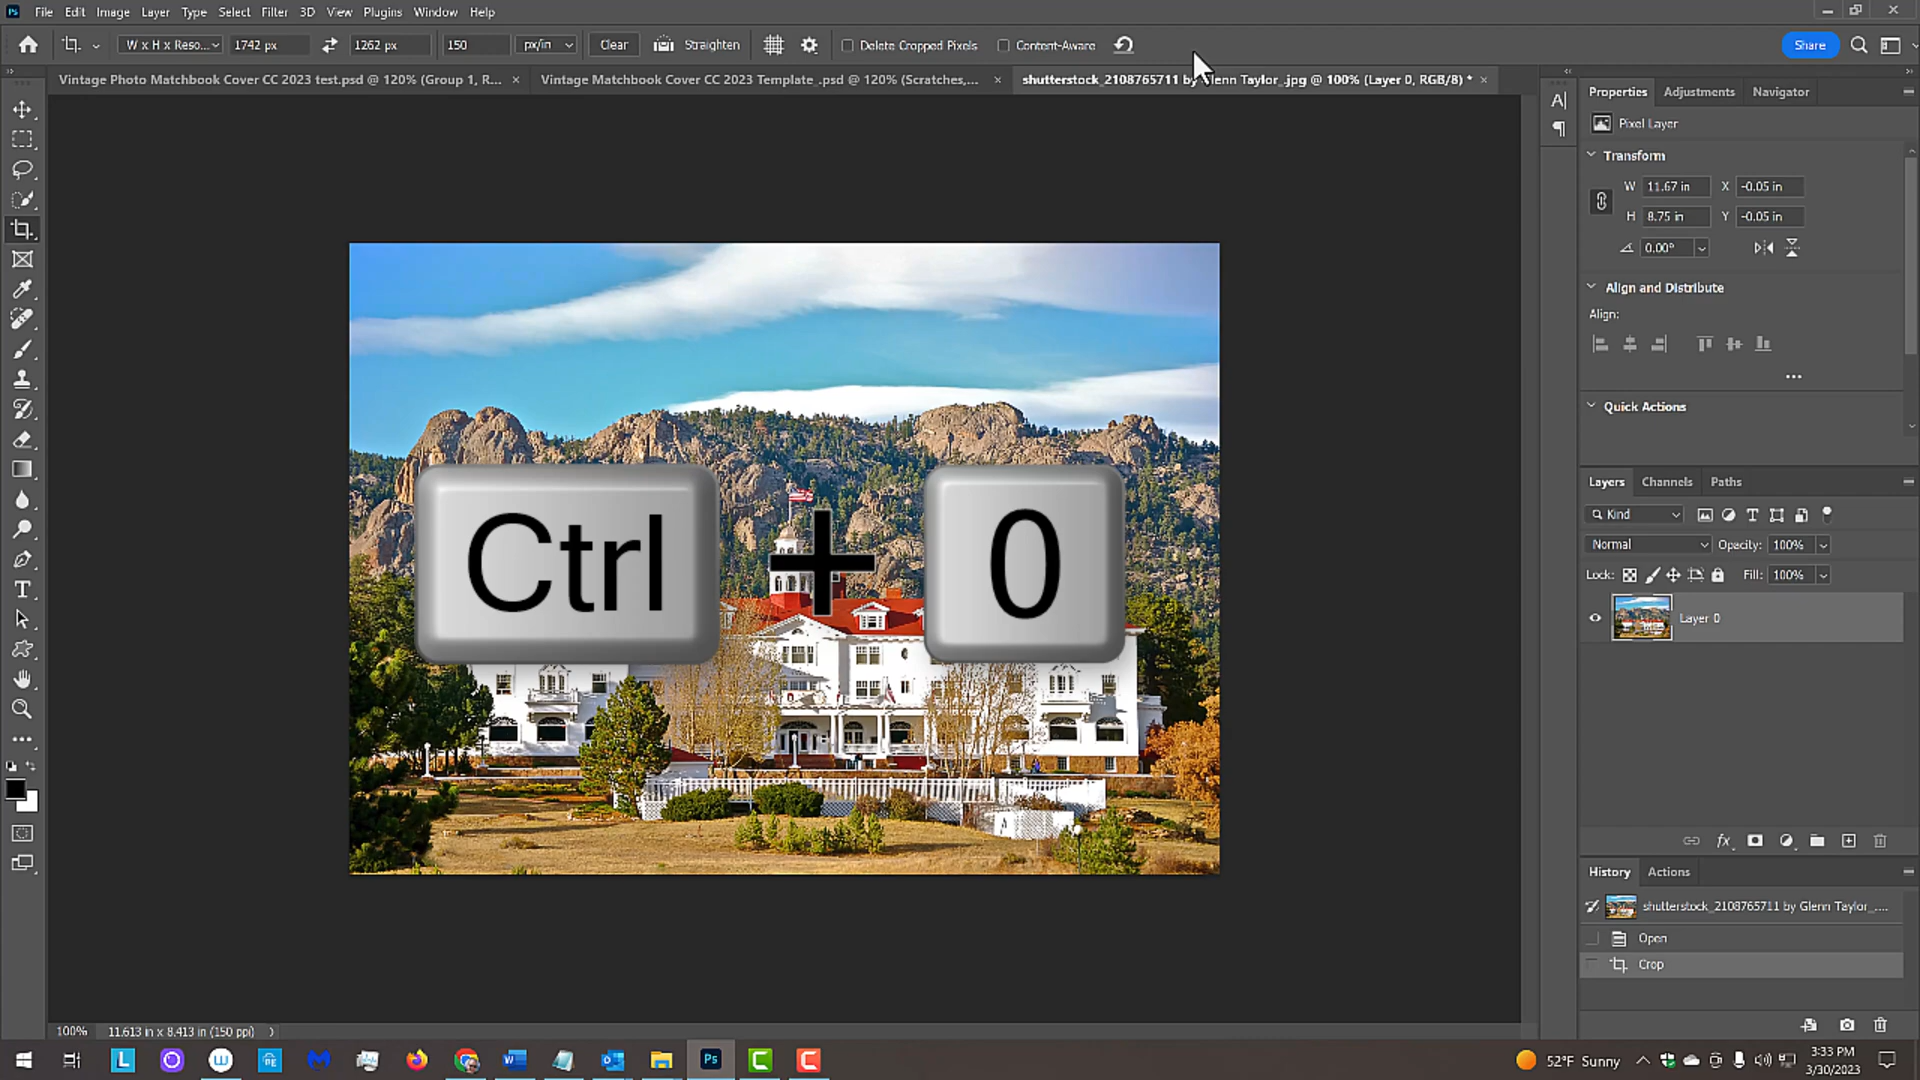 File Edit Image Layer Type Select Filter 3D View Plugins Window Help
W x H x Reso... 1742 px 1262 px 150 px/in Clear Straighten Delete Cropped Pixels Content-Aware Share
Vintage Photo Matchbook Cover CC 2023 test.psd @ 120% (Group 1, R... Vintage Matchbook Cover CC 2023 Template_.psd @ 120% (Scratches,... shutterstock_2108765711 by Glenn Taylor_.jpg @ 100% (Layer 0, RGB/8) *
Properties Adjustments Navigator
Pixel Layer
Transform
W 11.67 in X -0.05 in
H 8.75 in Y -0.05 in
0.00°
Align and Distribute
Align:
Quick Actions
Layers Channels Paths
Kind
Normal Opacity: 100%
Lock: Fill: 100%
Layer 0
Ctrl + 0
History Actions
shutterstock_2108765711 by Glenn Taylor_....
Open
Crop
100% 11.613 in x 8.413 in (150 ppi)
52°F Sunny
3:33 PM
3/30/2023